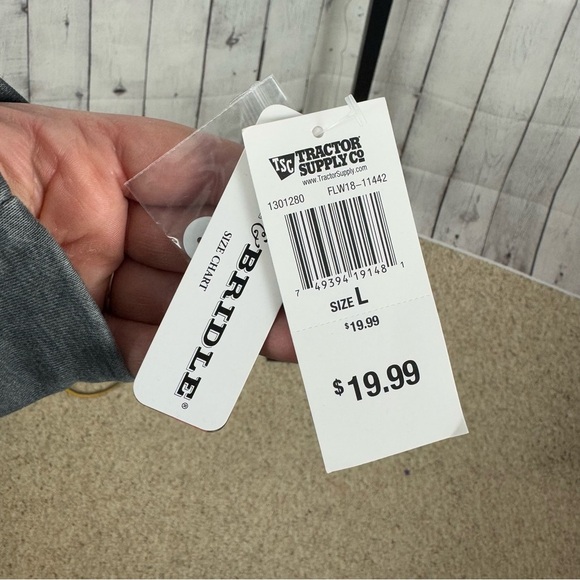 TSC TRACTOR
SUPPLY CO
www.TractorSupply.com
1301280 FLW18-11442
7 49394 19148 1
SIZE L
$19.99
$19.99
& BRIDLE®
SIZE CHART